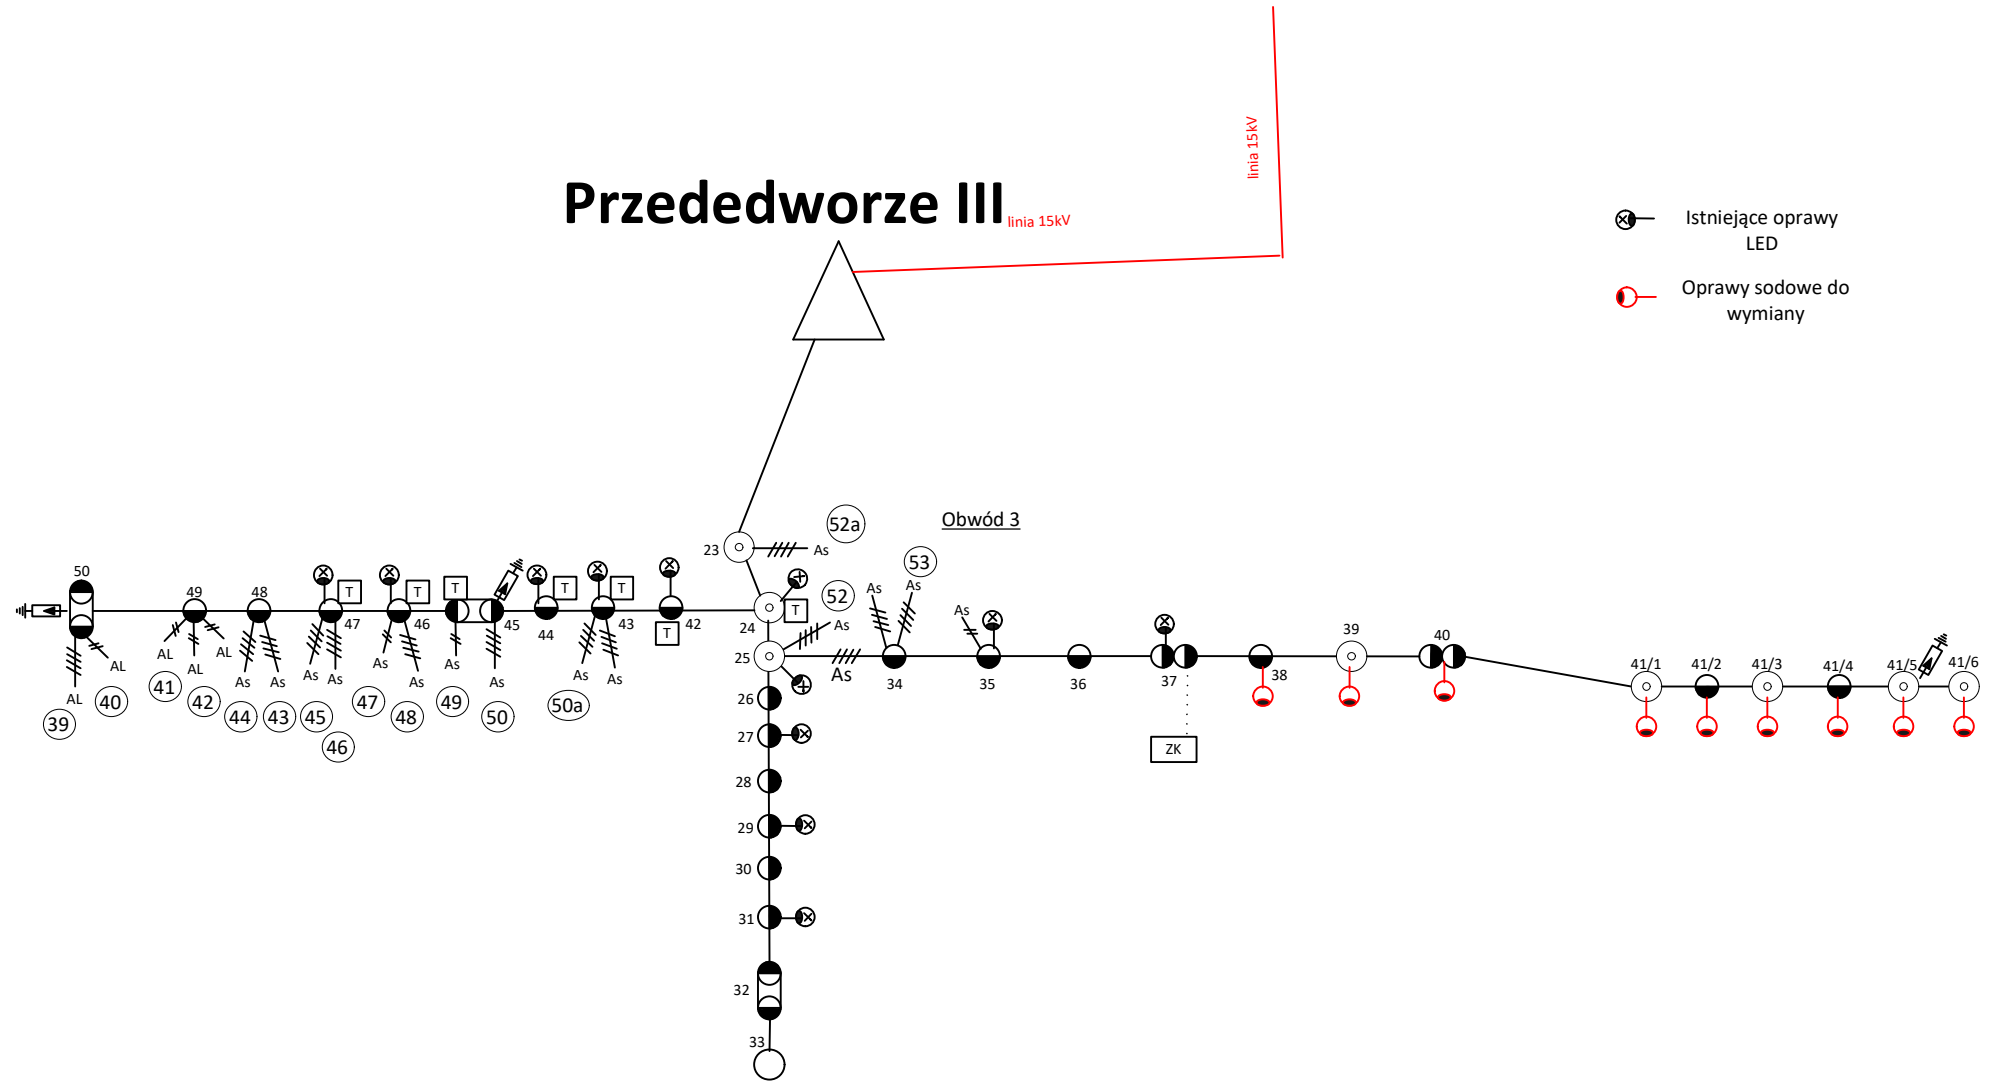 linia 15kV
Przededworze III
linia 15kV
Istniejące oprawy
LED
Oprawy sodowe do
wymiany
Obwód 3
52a
23
As
50
49
48
47
T
46
T
T
45
44
T
43
T
42
T
24
T
52
As
25
As
As
As
53
As
34
35
36
37
38
39
40
41/1
41/2
41/3
41/4
41/5
41/6
ZK
AL
AL
AL
AL
AL
As
As
As
As
As
As
As
As
As
As
39
40
41
42
44
43
45
46
47
48
49
50
50a
26
27
28
29
30
31
32
33